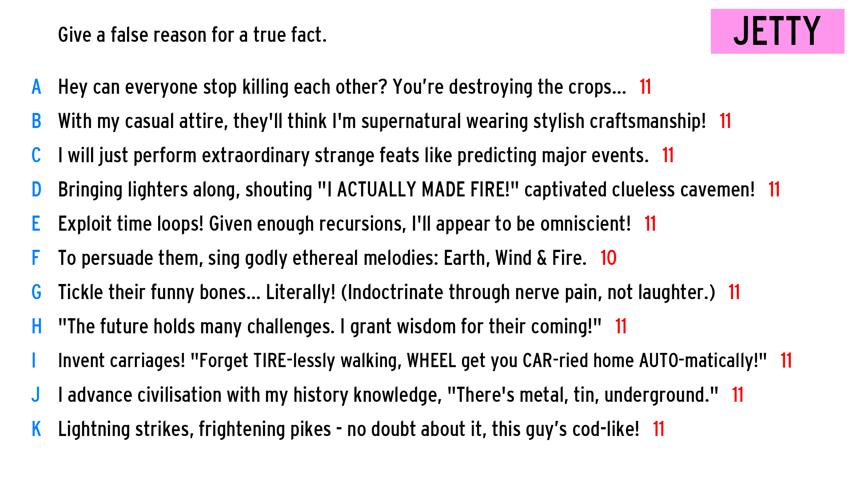 Give a false reason for a true fact.
JETTY
A Hey can everyone stop killing each other? You're destroying the crops... 11
B With my casual attire, they'll think I'm supernatural wearing stylish craftsmanship! 11
C I will just perform extraordinary strange feats like predicting major events. 11
D Bringing lighters along, shouting "I ACTUALLY MADE FIRE!" captivated clueless cavemen! 11
E Exploit time loops! Given enough recursions, I'll appear to be omniscient! 11
F To persuade them, sing godly ethereal melodies: Earth, Wind & Fire. 10
G Tickle their funny bones... Literally! (Indoctrinate through nerve pain, not laughter.) 11
H "The future holds many challenges. I grant wisdom for their coming!" 11
I Invent carriages! "Forget TIRE-lessly walking, WHEEL get you CAR-ried home AUTO-matically!" 11
J I advance civilisation with my history knowledge, "There's metal, tin, underground." 11
K Lightning strikes, frightening pikes - no doubt about it, this guy's cod-like! 11